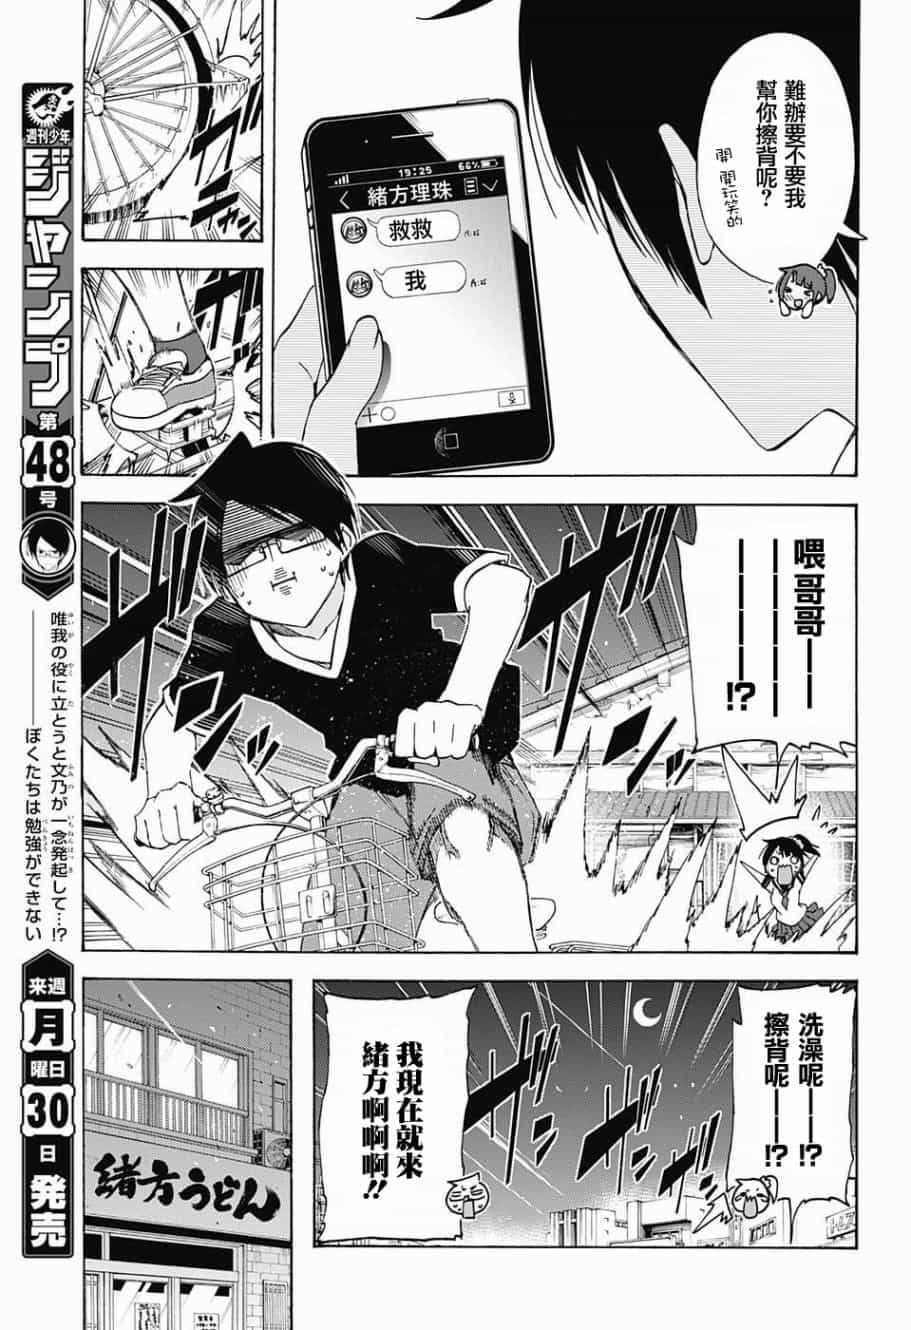 難辦要不要我
幫你擦背呢？
開 開玩笑的
19:25
66%
緒方理珠
救救
我
喂哥哥——
————
————!?
洗澡呢——!?
擦背呢——!?
我現在就來
緒方啊啊啊!!
緒方うどん
週刊少年
ジャンプ
第
48
号
唯我の役に立とうと文乃が一念発起して…!?
ぼくたちは勉強ができない
来週
月
曜日
30
日
発売